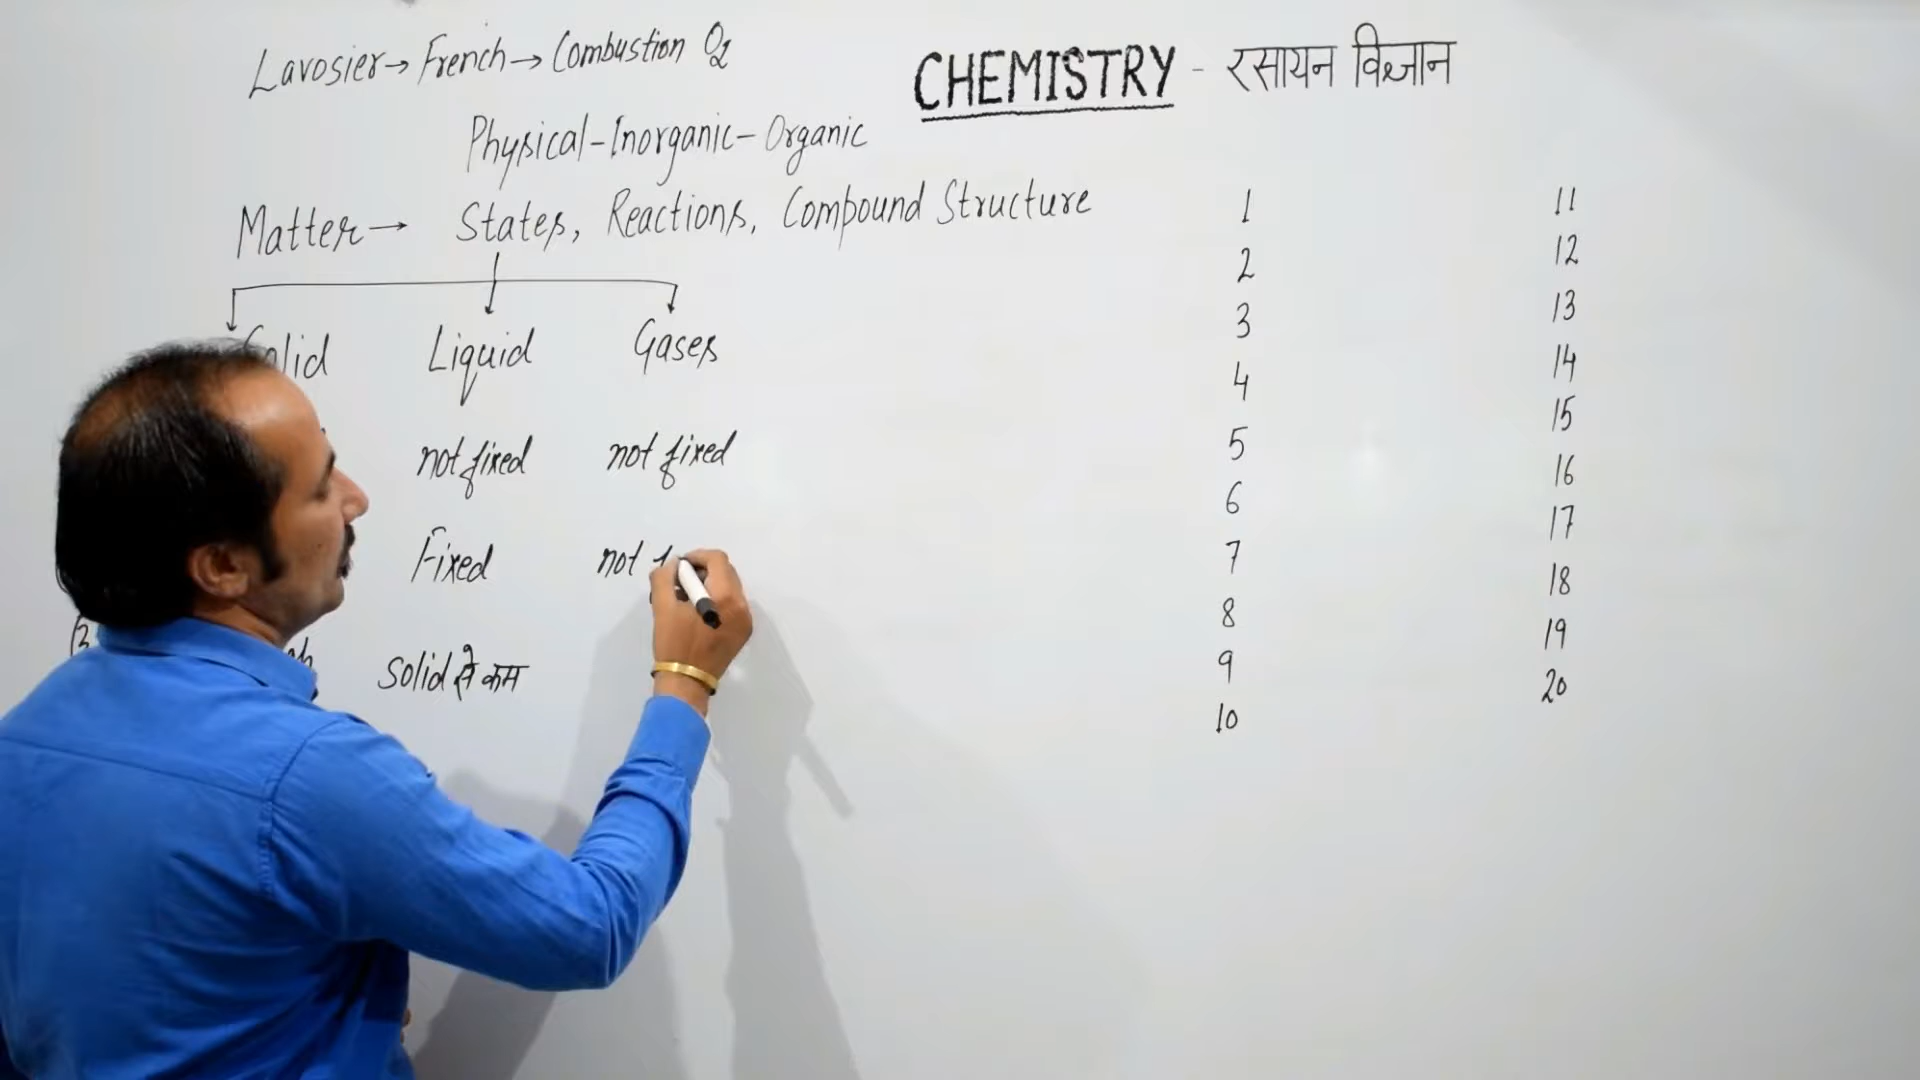 Lavosier→ French→ Combustion O2
CHEMISTRY - रसायन विज्ञान
Physical-Inorganic-Organic
Matter→ States, Reactions, Compound Structure
Liquid Gases
not fixed not fixed
Fixed not
solid से कम
1
2
3
4
5
6
7
8
9
10
11
12
13
14
15
16
17
18
19
20